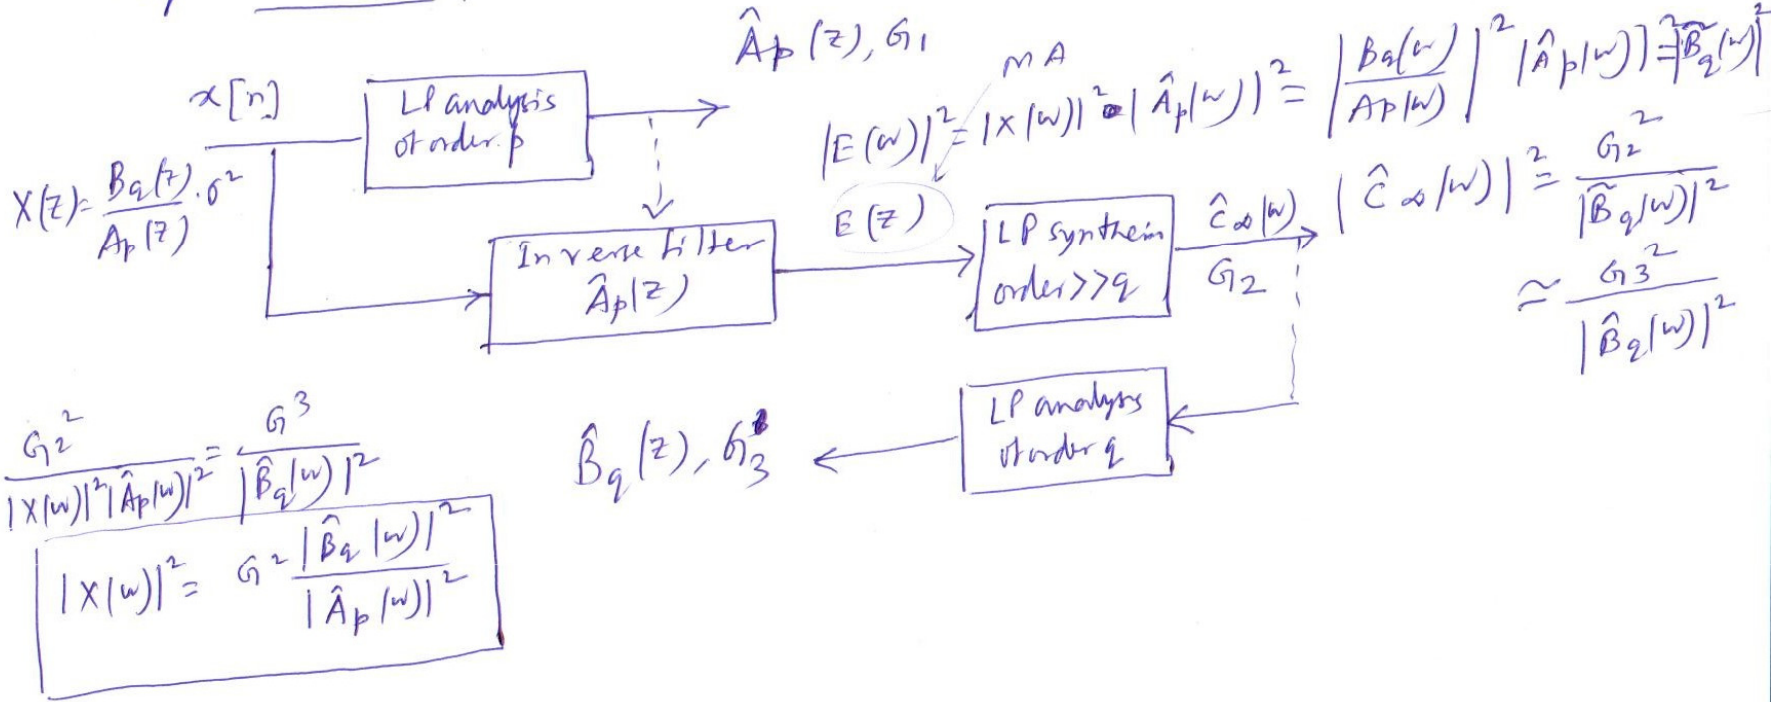 Âp(z), G1
x[n]
LP analysis
of order p
MA
|E(w)|² = |X(w)|² |Âp(w)|² = |Bq(w)/Ap(w)|² |Âp(w)|² = |B̃q(w)|²
X(z) = Bq(z)/Ap(z) · σ²
Inverse filter
Âp(z)
E(z)
LP synthesis
order >> q
Ĉ∞(w)
G2
|Ĉ∞(w)|² = G2²/|B̃q(w)|²
≃ G3²/|B̂q(w)|²
LP analysis
of order q
B̂q(z), G3
G2²/|X(w)|²|Âp(w)|² = G3/|B̂q(w)|²
|X(w)|² = G² |B̂q(w)|²/|Âp(w)|²